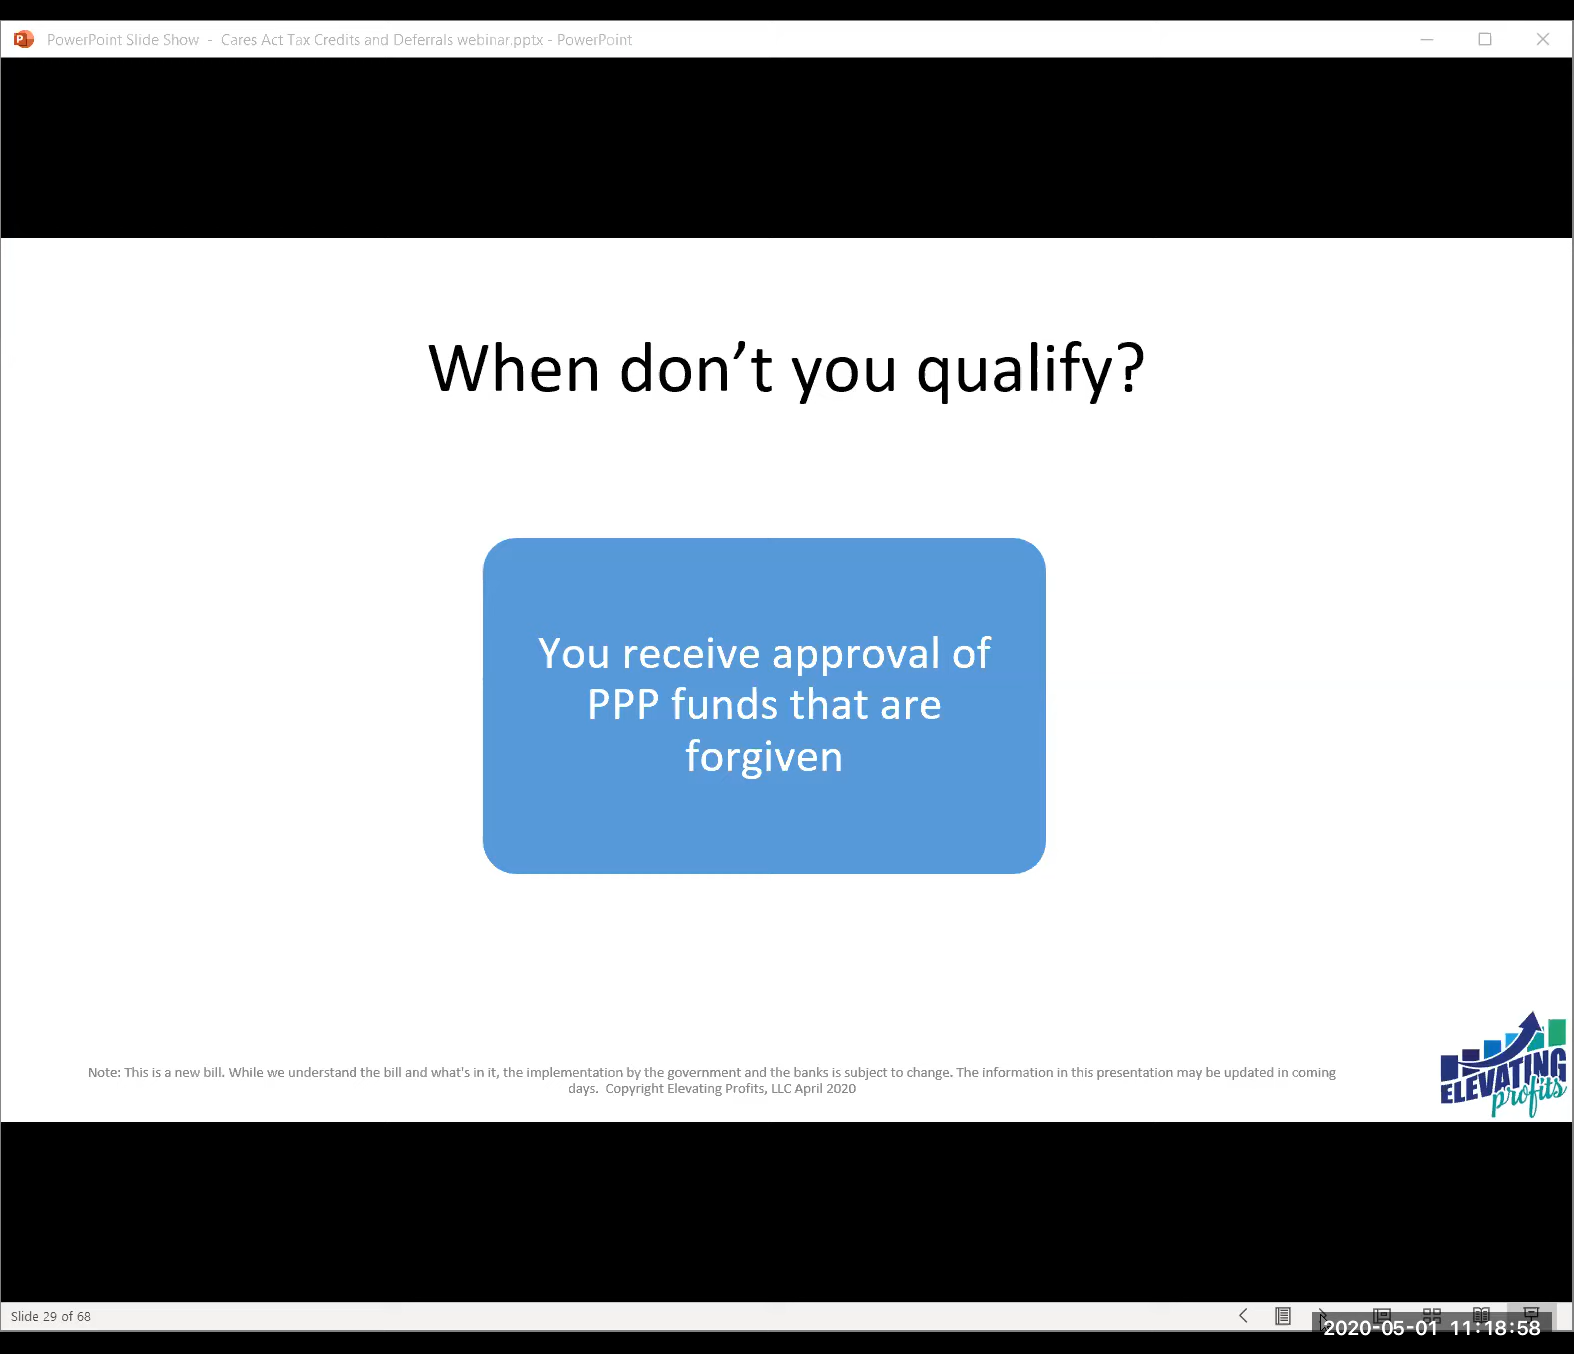 PowerPoint Slide Show - Cares Act Tax Credits and Deferrals webinar.pptx - PowerPoint
When don’t you qualify?
You receive approval of
PPP funds that are
forgiven
Note: This is a new bill. While we understand the bill and what's in it, the implementation by the government and the banks is subject to change. The information in this presentation may be updated in coming
days. Copyright Elevating Profits, LLC April 2020
ELEVATING
profits
Slide 29 of 68
2020-05-01 11:18:58